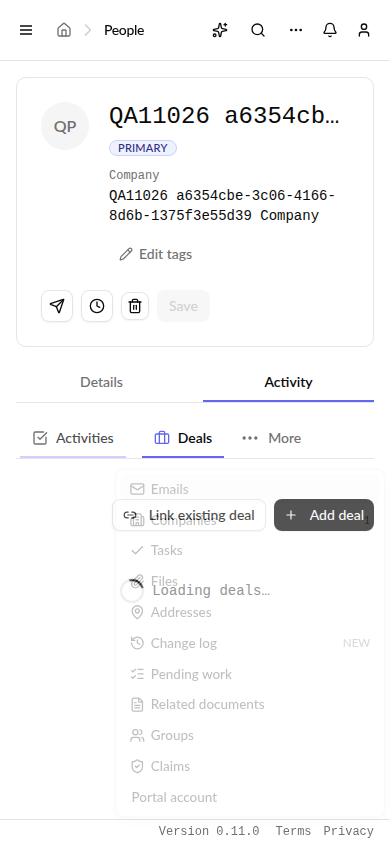 People
QP
QA11026 a6354cb…
PRIMARY
Company
QA11026 a6354cbe-3c06-4166-
8d6b-1375f3e55d39 Company
Edit tags
Save
Details
Activity
Activities
Deals
More
Emails
Link existing deal
Add deal
Companies
1
Tasks
Files
Loading deals…
Addresses
Change log
NEW
Pending work
Related documents
Groups
Claims
Portal account
Version 0.11.0
Terms
Privacy